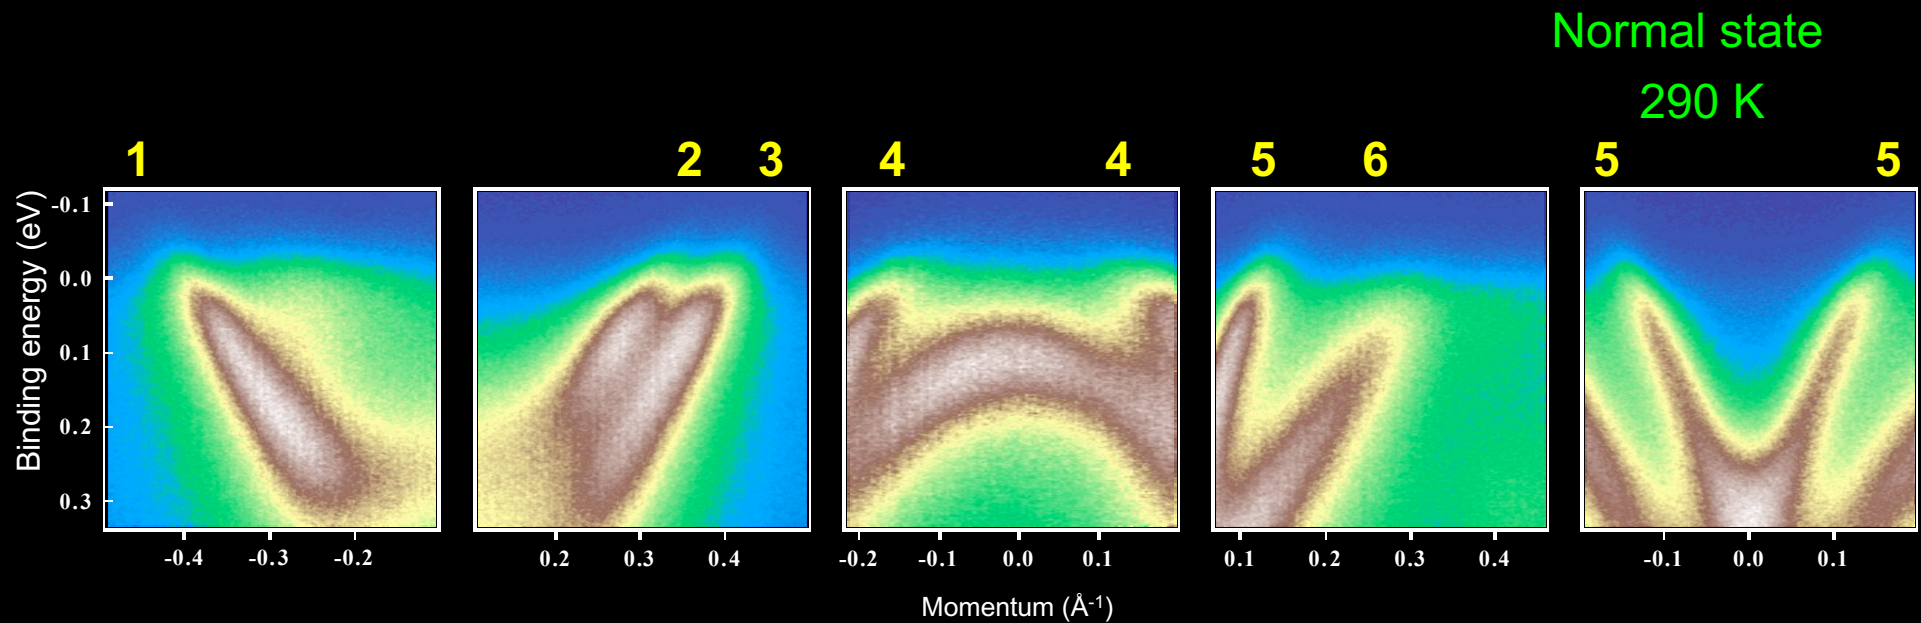 Normal state
290 K
1 2 3 4 4 5 6 5 5
Binding energy (eV)
-0.1
0.0
0.1
0.2
0.3
-0.4 -0.3 -0.2 0.2 0.3 0.4 -0.2 -0.1 0.0 0.1 0.1 0.2 0.3 0.4 -0.1 0.0 0.1
Momentum (Å-1)